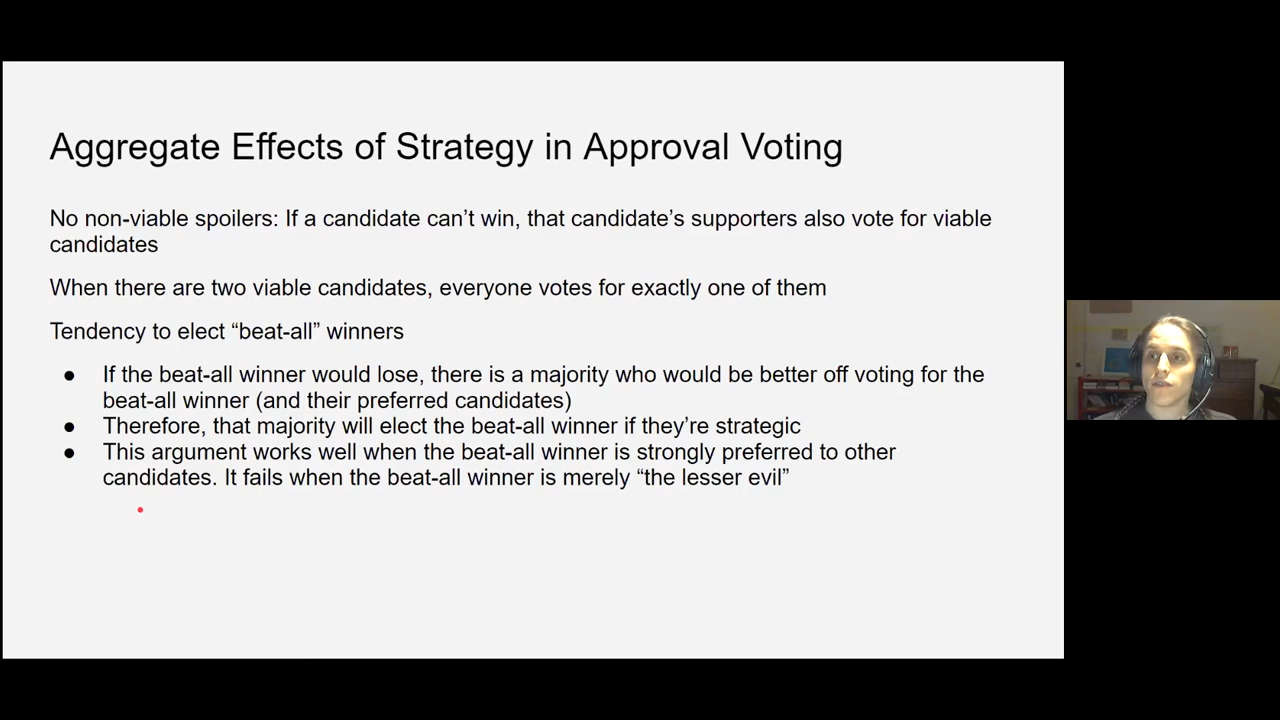 Aggregate Effects of Strategy in Approval Voting
No non-viable spoilers: If a candidate can’t win, that candidate’s supporters also vote for viable
candidates
When there are two viable candidates, everyone votes for exactly one of them
Tendency to elect “beat-all” winners
● If the beat-all winner would lose, there is a majority who would be better off voting for the
beat-all winner (and their preferred candidates)
● Therefore, that majority will elect the beat-all winner if they’re strategic
● This argument works well when the beat-all winner is strongly preferred to other
candidates. It fails when the beat-all winner is merely “the lesser evil”